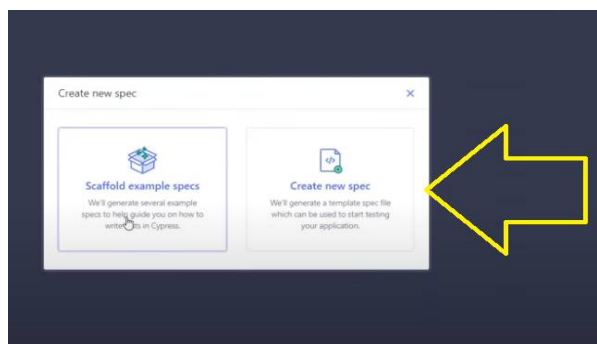 Create new spec
Scaffold example specs
We'll generate several example
specs to help guide you on how to
write in Cypress.
Create new spec
We'll generate a template spec file
which can be used to start testing
your application.